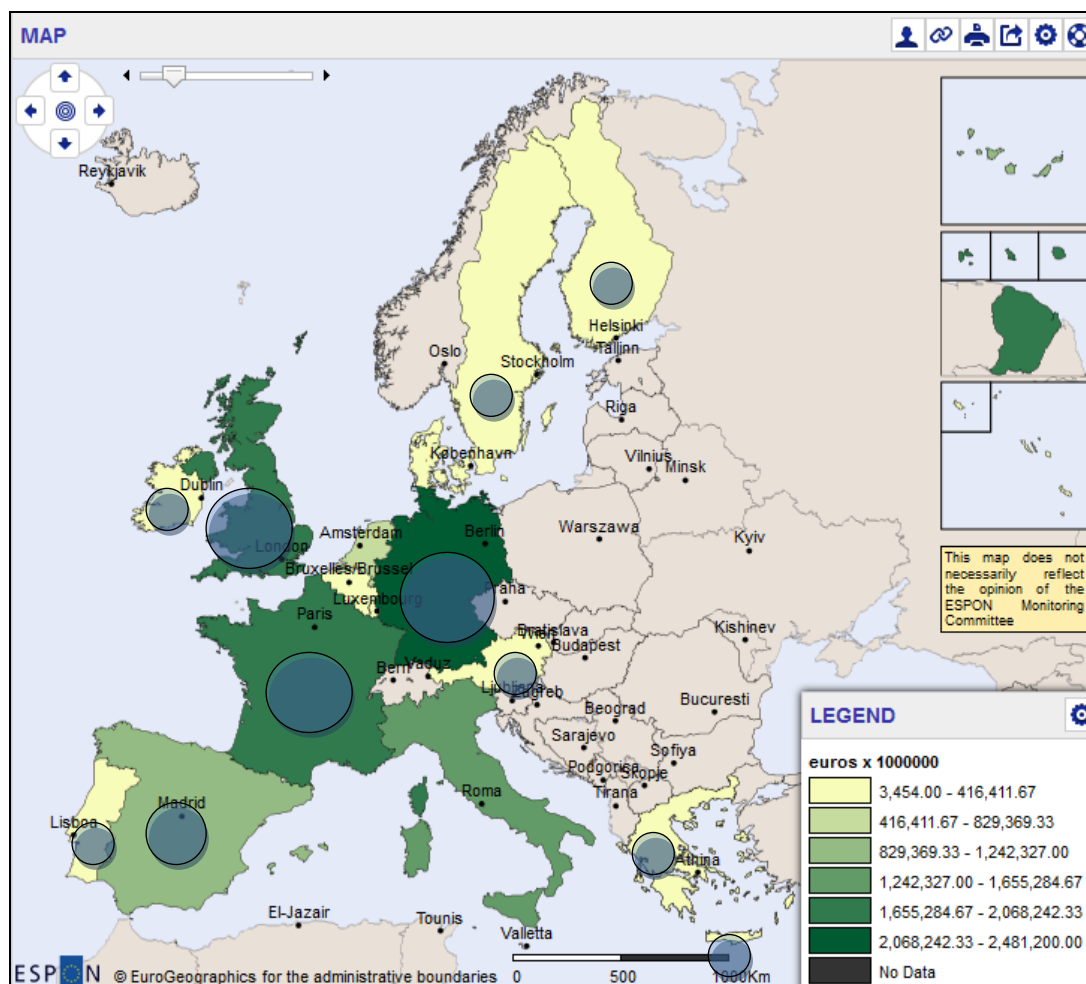 MAP
Reykjavik
Helsinki
Oslo
Tallinn
Stockholm
Riga
København
Vilnius
Minsk
Dublin
Warszawa
Amsterdam
Berlin
London
Kyiv
Bruxelles/Brussel
Praha
Luxembourg
Paris
Kishinev
Bratislava
Wien
Budapest
Bern
Vaduz
Ljubljana
Zagreb
Bucuresti
Beograd
Sarajevo
Sofiya
Podgorisa
Skopje
Roma
Tirana
Madrid
Lisboa
Athina
El-Jazair
Tounis
Valletta
This map does not
necessarily reflect
the opinion of the
ESPON Monitoring
Committee
LEGEND
euros x 1000000
3,454.00 - 416,411.67
416,411.67 - 829,369.33
829,369.33 - 1,242,327.00
1,242,327.00 - 1,655,284.67
1,655,284.67 - 2,068,242.33
2,068,242.33 - 2,481,200.00
No Data
ESPON © EuroGeographics for the administrative boundaries
0 500 1000Km